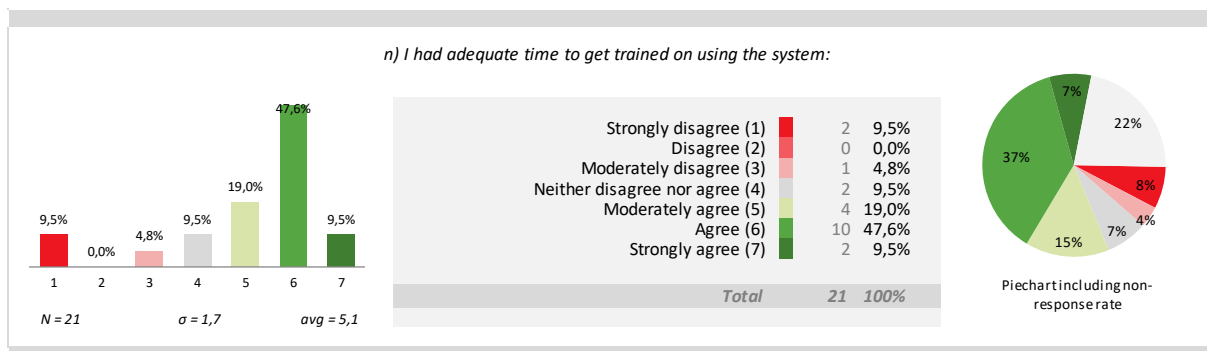 n) I had adequate time to get trained on using the system:
47,6%
19,0%
9,5%
9,5%
9,5%
4,8%
0,0%
1 2 3 4 5 6 7
N = 21 σ = 1,7 avg = 5,1
Strongly disagree (1) 2 9,5%
Disagree (2) 0 0,0%
Moderately disagree (3) 1 4,8%
Neither disagree nor agree (4) 2 9,5%
Moderately agree (5) 4 19,0%
Agree (6) 10 47,6%
Strongly agree (7) 2 9,5%
Total 21 100%
7%
22%
37%
8%
4%
7%
15%
Piechart including non-
response rate